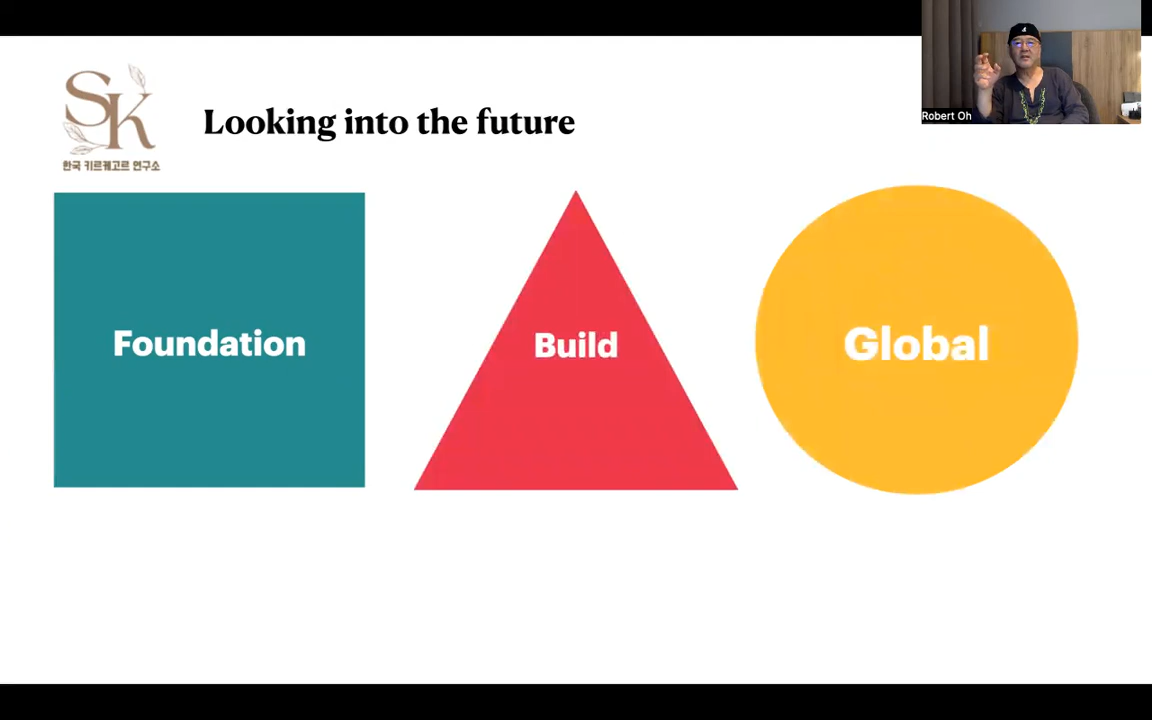 SK
한국 키르케고르 연구소
Looking into the future
Robert Oh
Foundation
Build
Global